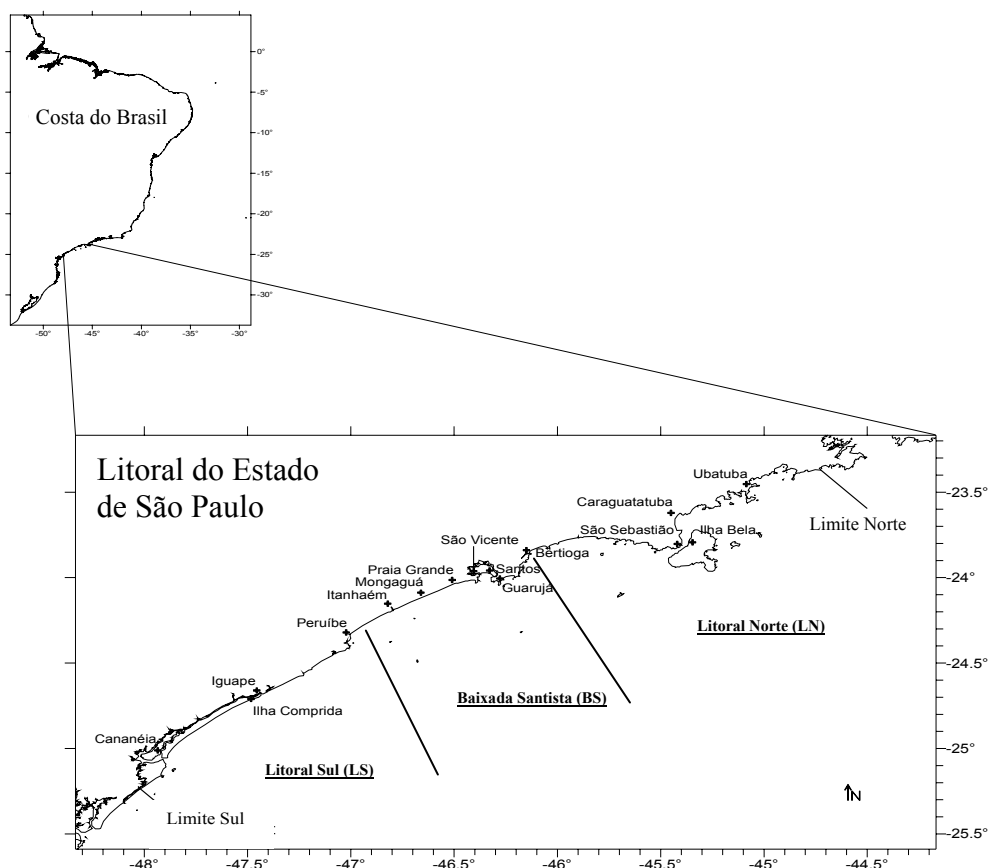 0°
-5°
Costa do Brasil
-10°
-15°
-20°
-25°
-30°
-50°
-45°
-40°
-35°
-30°
Litoral do Estado
de São Paulo
Ubatuba
-23.5°
Caraguatatuba
Limite Norte
São Sebastião
Ilha Bela
São Vicente
Bertioga
Praia Grande
Santos
-24°
Mongaguá
Guarujá
Itanhaém
Peruíbe
Litoral Norte (LN)
-24.5°
Iguape
Baixada Santista (BS)
Ilha Comprida
Cananéia
-25°
Litoral Sul (LS)
N
Limite Sul
-25.5°
-48°
-47.5°
-47°
-46.5°
-46°
-45.5°
-45°
-44.5°